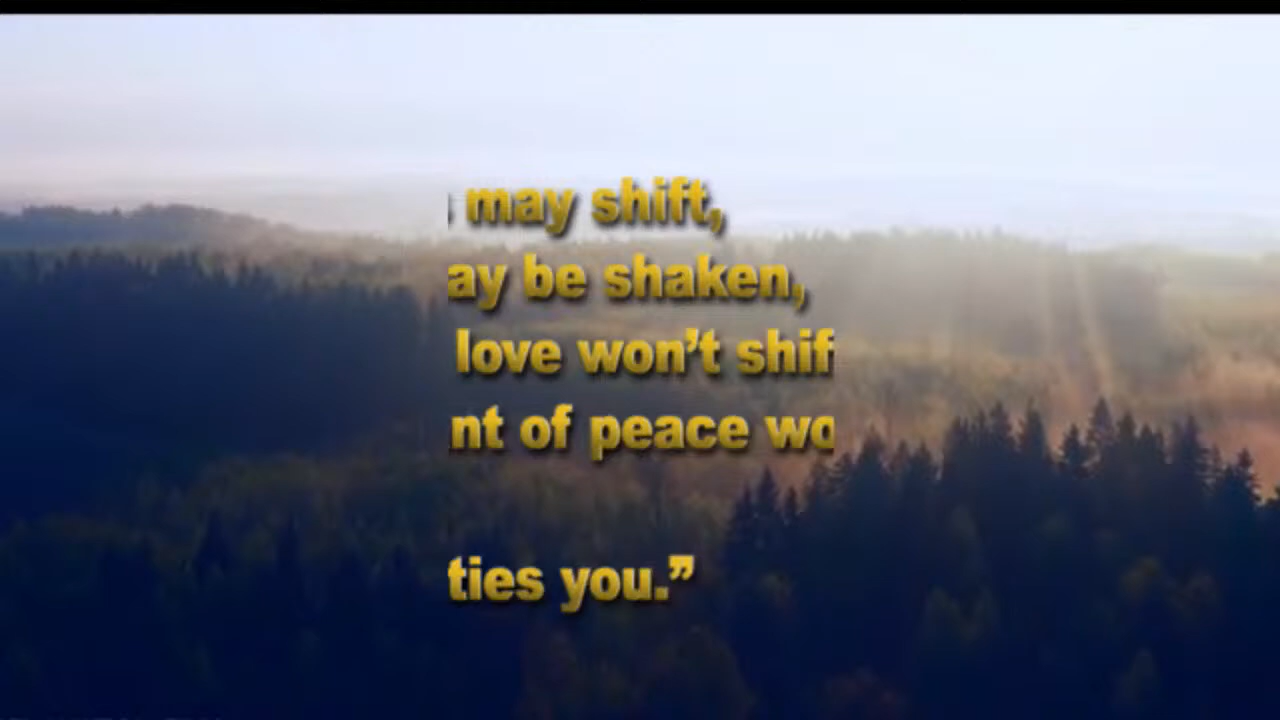 may shift,
ay be shaken,
love won’t shif
nt of peace wo
ties you.”